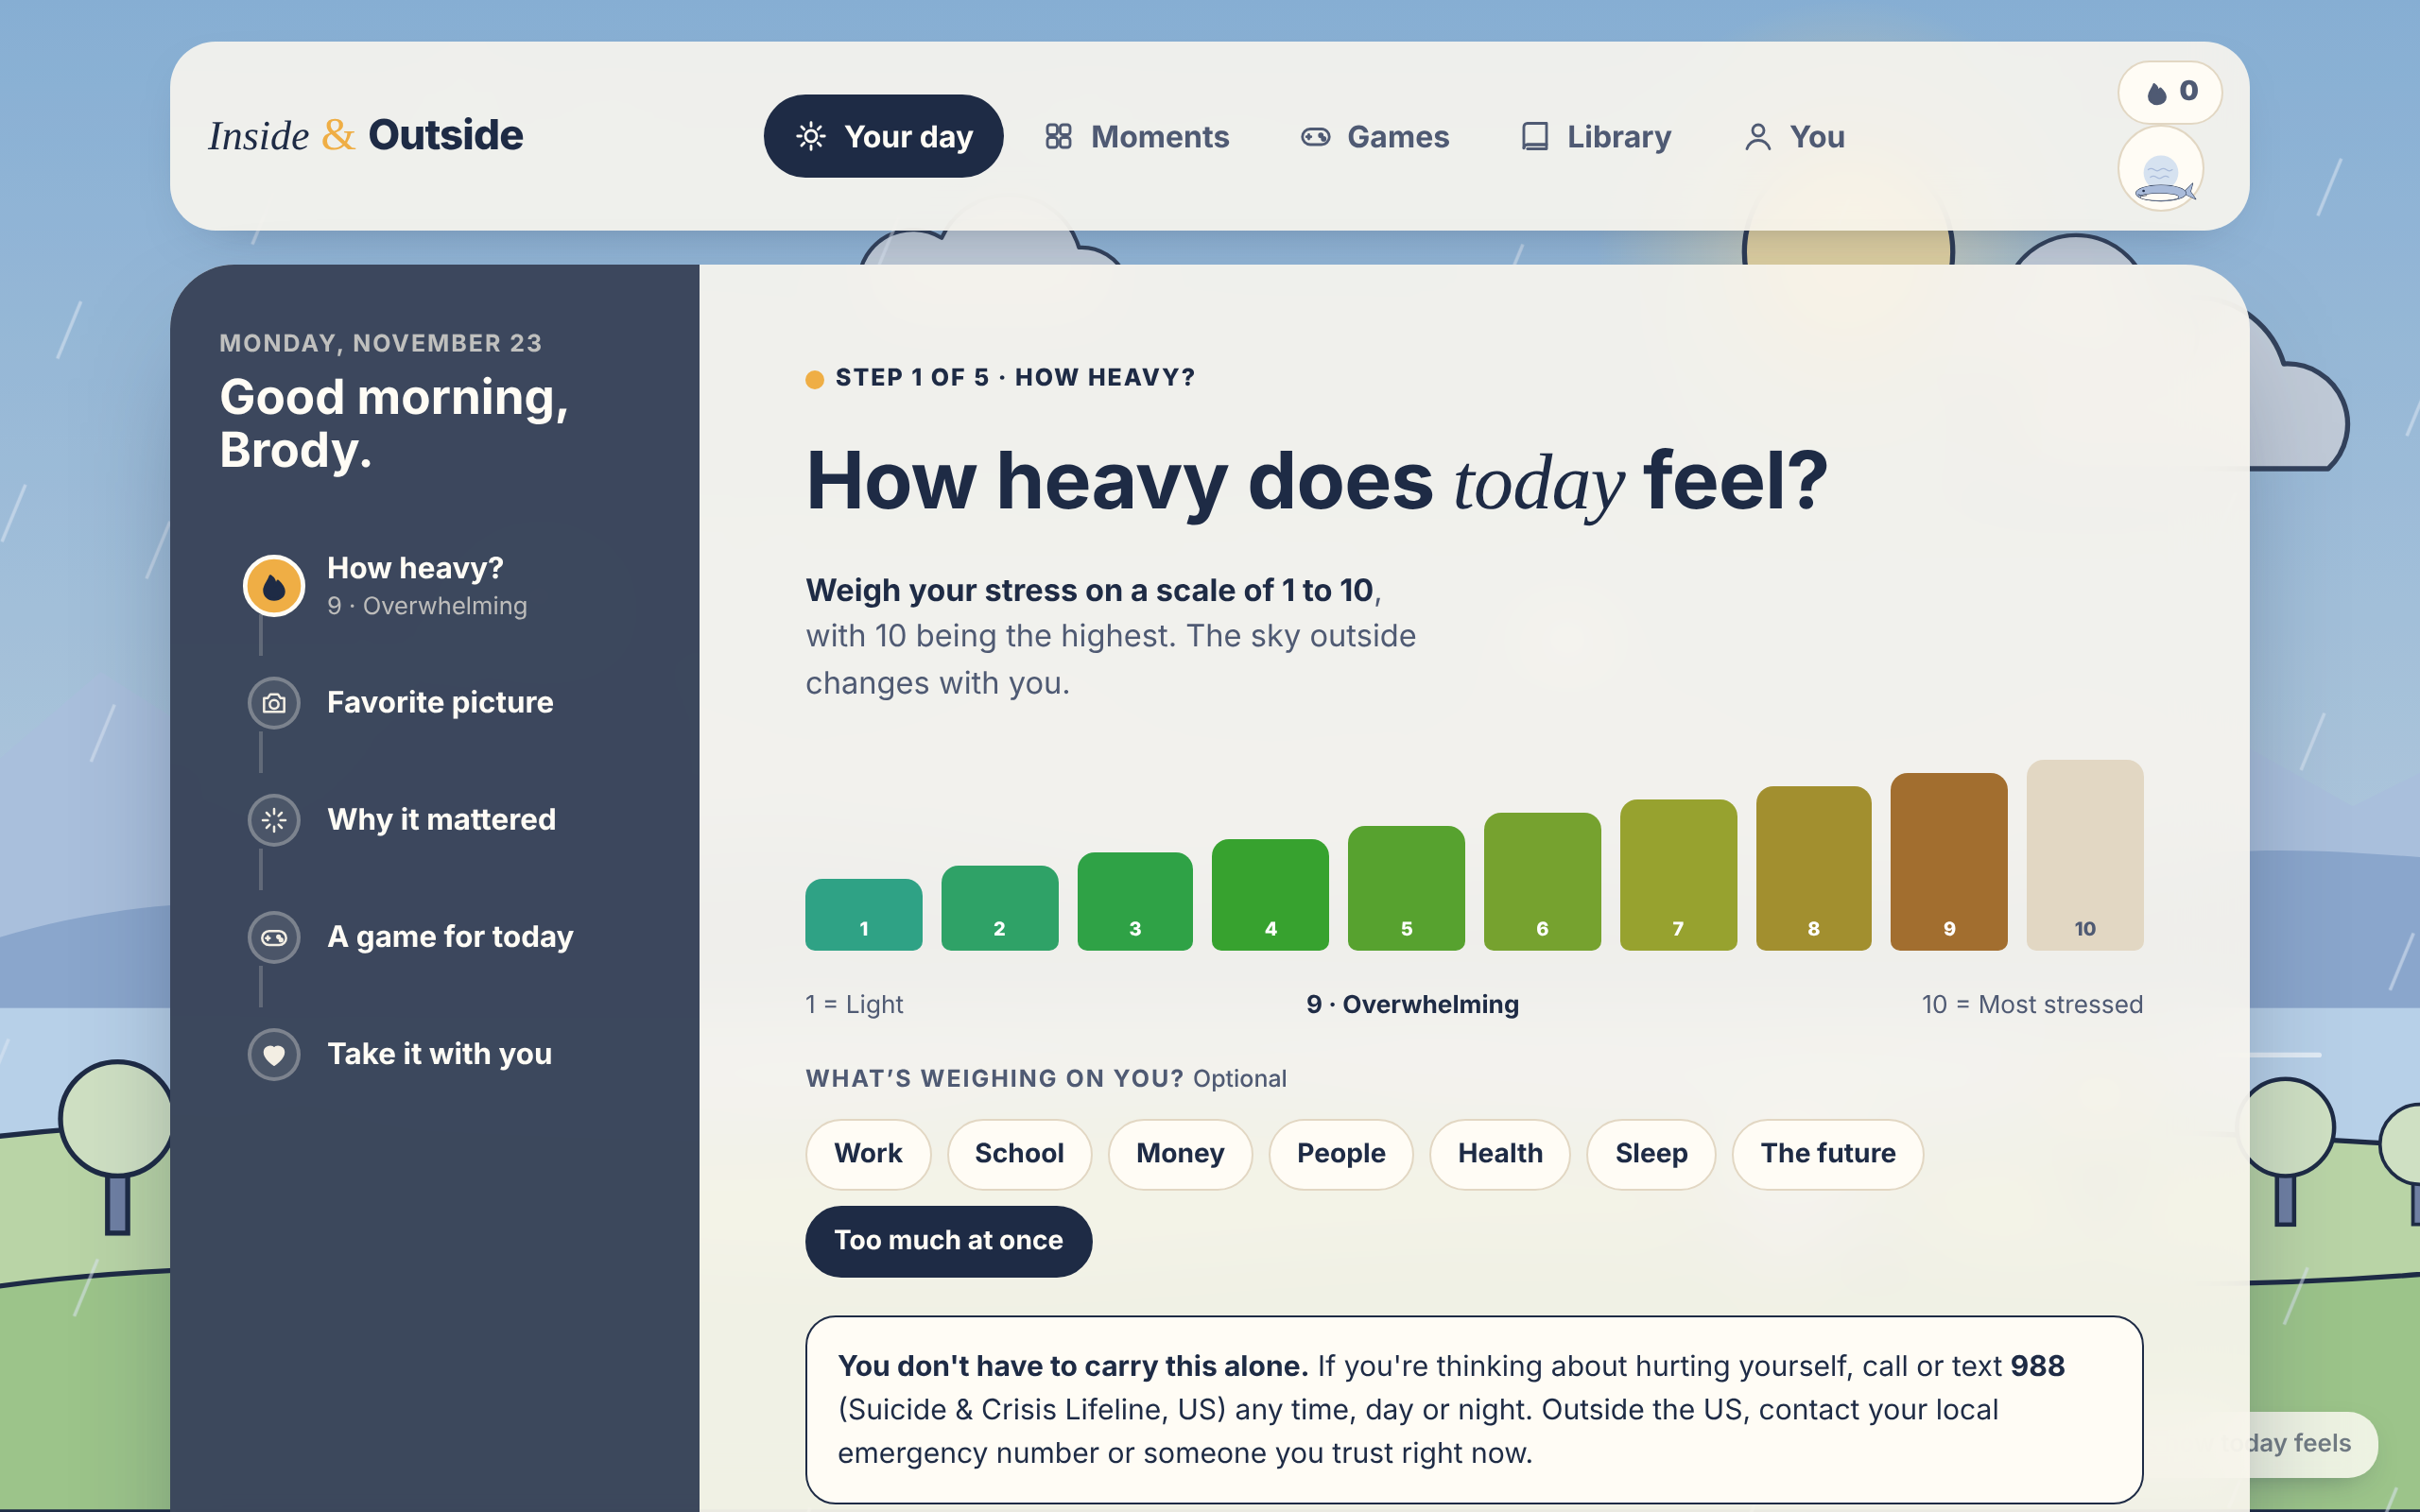 Inside & Outside
Your day
Moments
Games
Library
You
0
MONDAY, NOVEMBER 23
Good morning,
Brody.
How heavy?
9 · Overwhelming
Favorite picture
Why it mattered
A game for today
Take it with you
STEP 1 OF 5 · HOW HEAVY?
How heavy does today feel?
Weigh your stress on a scale of 1 to 10,
with 10 being the highest. The sky outside
changes with you.
1 2 3 4 5 6 7 8 9 10
1 = Light
9 · Overwhelming
10 = Most stressed
WHAT’S WEIGHING ON YOU? Optional
Work
School
Money
People
Health
Sleep
The future
Too much at once
You don't have to carry this alone. If you're thinking about hurting yourself, call or text 988
(Suicide & Crisis Lifeline, US) any time, day or night. Outside the US, contact your local
emergency number or someone you trust right now.
today feels